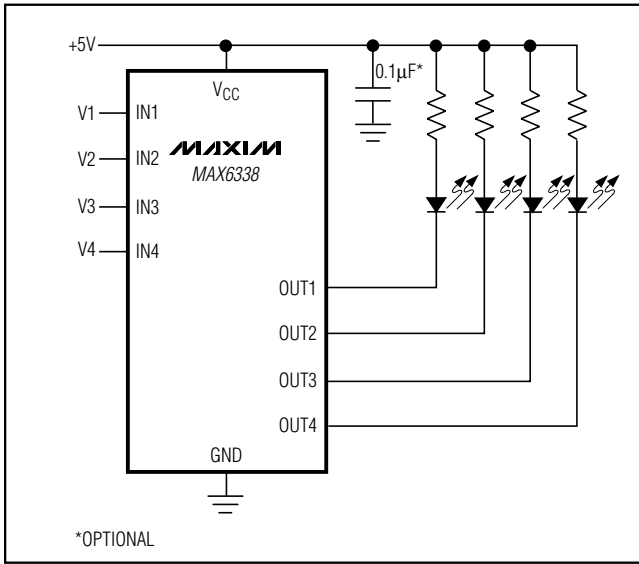 +5V
0.1µF*
VCC
V1
IN1
V2
IN2
MAXIM
MAX6338
V3
IN3
V4
IN4
OUT1
OUT2
OUT3
OUT4
GND
*OPTIONAL